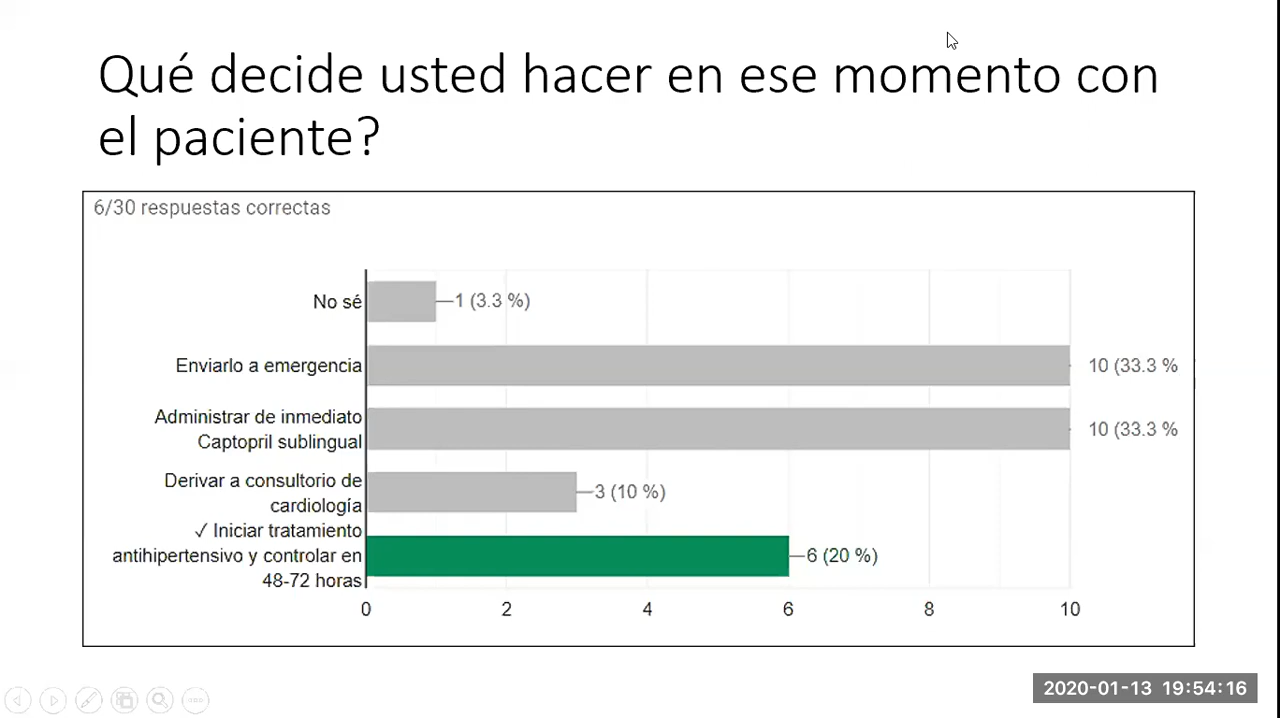 Qué decide usted hacer en ese momento con
el paciente?
6/30 respuestas correctas
No sé
1 (3.3 %)
Enviarlo a emergencia
10 (33.3 %
Administrar de inmediato
Captopril sublingual
10 (33.3 %
Derivar a consultorio de
cardiología
3 (10 %)
✓ Iniciar tratamiento
antihipertensivo y controlar en
48-72 horas
6 (20 %)
0 2 4 6 8 10
2020-01-13 19:54:16